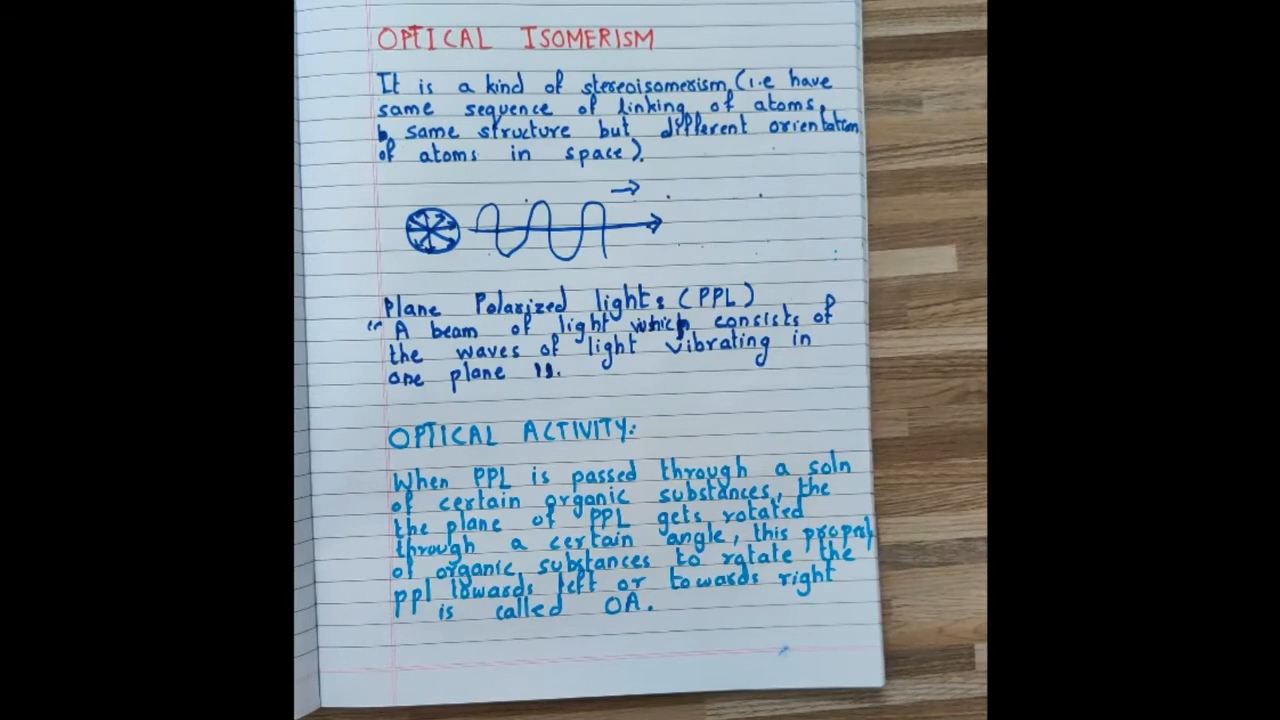 OPTICAL ISOMERISM
It is a kind of stereoisomerism (i.e have
same sequence of linking of atoms,
same structure but different orientation
of atoms in space).
Plane Polarized light: (PPL)
" A beam of light which consists of
the waves of light vibrating in
one plane ".
OPTICAL ACTIVITY:
When PPL is passed through a soln
of certain organic substances, the
the plane of PPL gets rotated
through a certain angle, this property
of organic substances to rotate the
ppl towards left or towards right
is called OA.